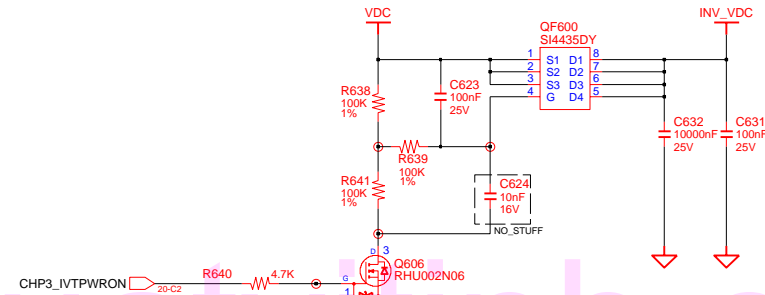 VDC
INV_VDC
QF600
SI4435DY
1 S1 D1 8
2 S2 D2 7
3 S3 D3 6
4 G D4 5
R638
100K
1%
C623
100nF
25V
R639
100K
1%
R641
100K
1%
C624
10nF
16V
NO_STUFF
C632
10000nF
25V
C631
100nF
25V
D 3
Q606
RHU002N06
G
1
CHP3_IVTPWRON
20-C2
R640
4.7K